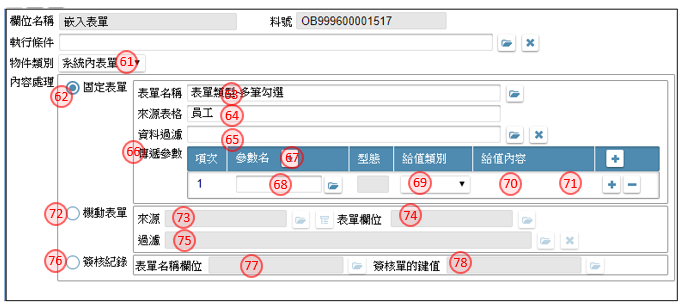 欄位名稱 嵌入表單 料號 OB999600001517
執行條件
物件類別 系統內表單 61
內容處理 62 固定表單 表單名稱 表單類型-多筆勾選 63
來源表格 員工 64
資料過濾 65
66 傳遞參數 項次 參數名 67 型態 給值類別 給值內容 +
1 68 69 70 71 + −
72 機動表單 來源 73 表單欄位 74
過濾 75
76 簽核紀錄 表單名稱欄位 77 簽核單的鍵值 78